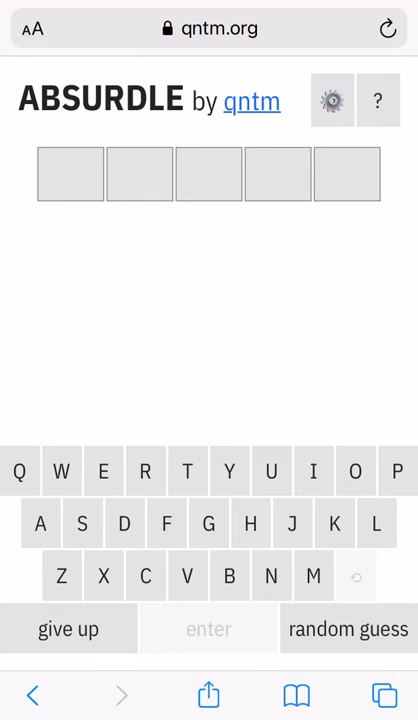 AA qntm.org
ABSURDLE by qntm ?
Q W E R T Y U I O P
A S D F G H J K L
Z X C V B N M
give up enter random guess